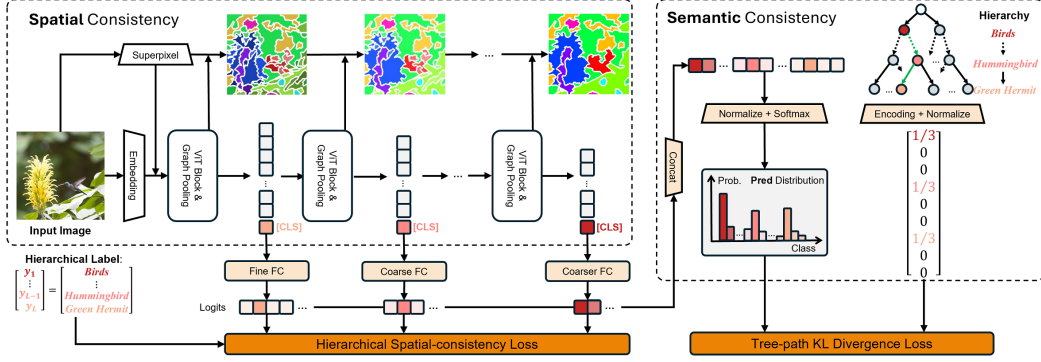 Spatial Consistency
Superpixel
...
Embedding
ViT Block &
Graph Pooling
ViT Block &
Graph Pooling
...
ViT Block &
Graph Pooling
Input Image
[CLS]
[CLS]
[CLS]
Hierarchical Label:
y1
⋮
yL−1
yL
=
Birds
⋮
Hummingbird
Green Hermit
Fine FC
Coarse FC
...
Coarser FC
Logits
...
...
...
Hierarchical Spatial-consistency Loss
Semantic Consistency
Concat
... ...
Normalize + Softmax
Prob. Pred Distribution
... ...
Class
Hierarchy
Birds
Hummingbird
Green Hermit
...
... ...
Encoding + Normalize
1/3
0
0
1/3
0
0
1/3
0
0
Tree-path KL Divergence Loss